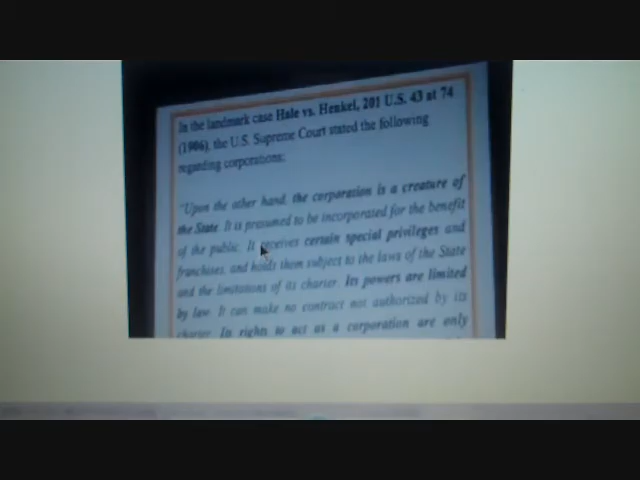 In the landmark case Hale vs. Henkel, 201 U.S. 43 at 74
(1906), the U.S. Supreme Court stated the following
regarding corporations:
"Upon the other hand, the corporation is a creature of
the State. It is presumed to be incorporated for the benefit
of the public. It receives certain special privileges and
franchises, and holds them subject to the laws of the State
and the limitations of its charter. Its powers are limited
by law. It can make no contract not authorized by its
charter. Its rights to act as a corporation are only